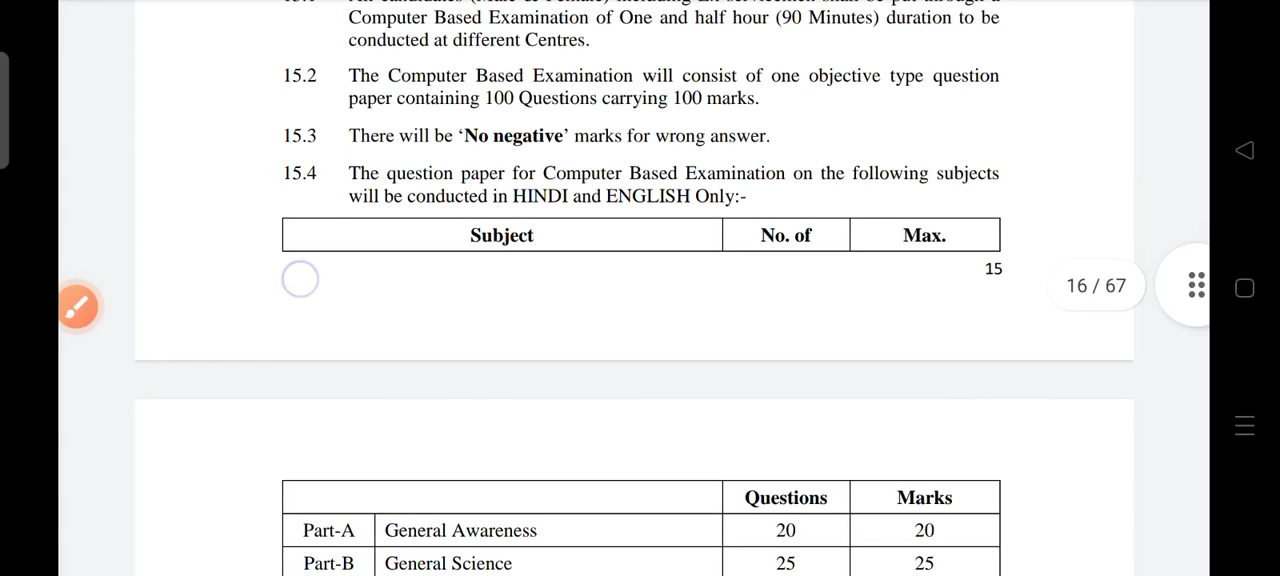 Computer Based Examination of One and half hour (90 Minutes) duration to be
conducted at different Centres.
15.2 The Computer Based Examination will consist of one objective type question
paper containing 100 Questions carrying 100 marks.
15.3 There will be ‘No negative’ marks for wrong answer.
15.4 The question paper for Computer Based Examination on the following subjects
will be conducted in HINDI and ENGLISH Only:-
Subject No. of Max.
15
16 / 67
Questions Marks
Part-A General Awareness 20 20
Part-B General Science 25 25